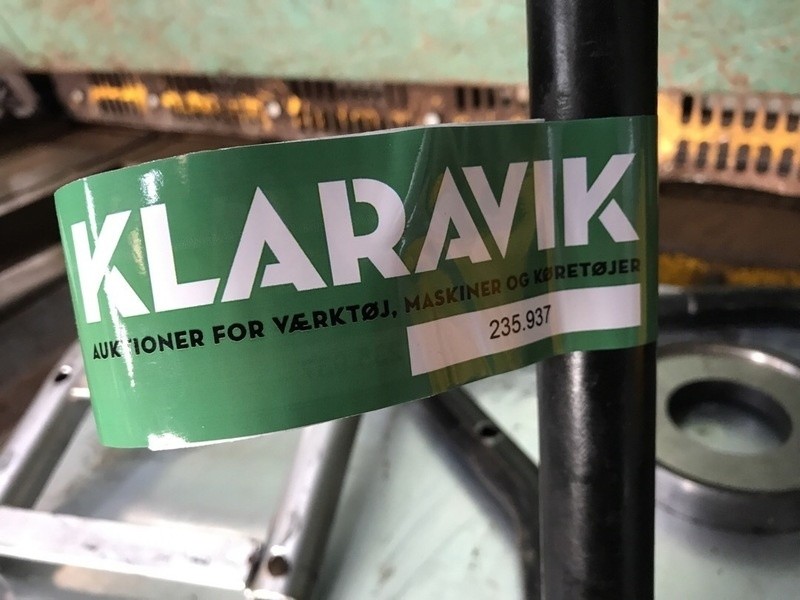 KLARAVIK
AUKTIONER FOR VÆRKTØJ, MASKINER OG KØRETØJER
235.937